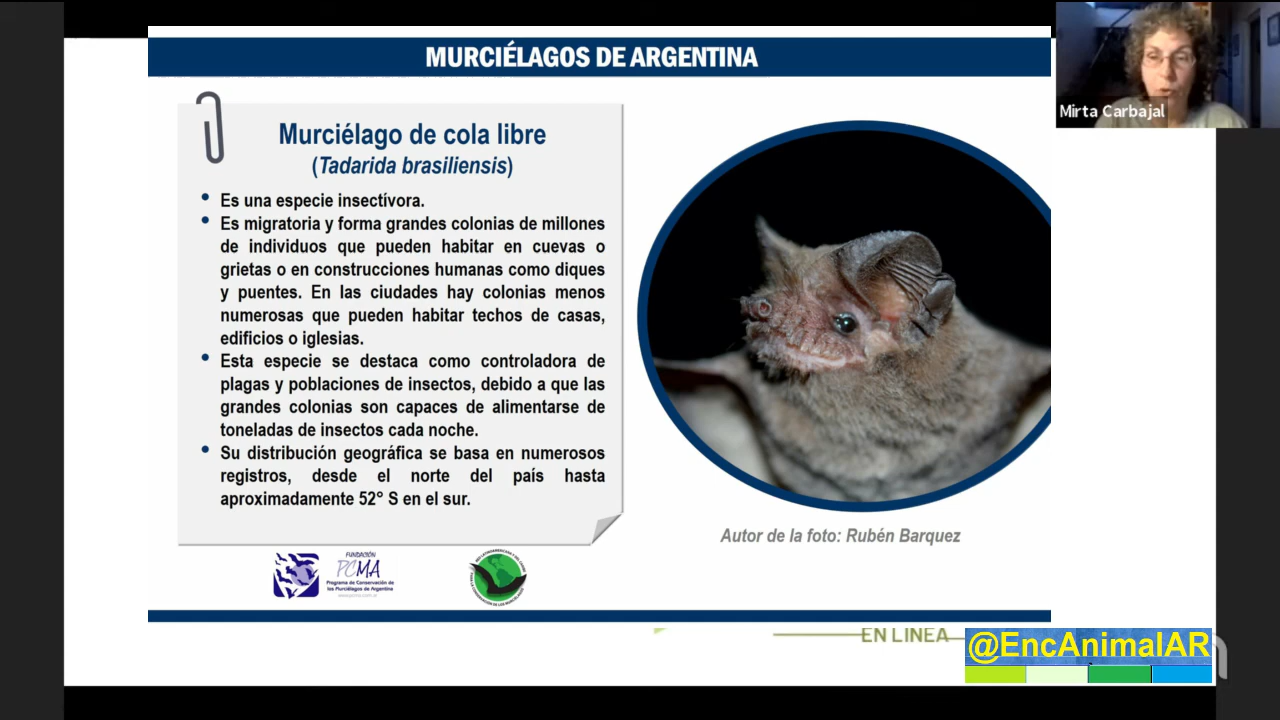 MURCIÉLAGOS DE ARGENTINA
Mirta Carbajal
Murciélago de cola libre
(Tadarida brasiliensis)
• Es una especie insectívora.
• Es migratoria y forma grandes colonias de millones
de individuos que pueden habitar en cuevas o
grietas o en construcciones humanas como diques
y puentes. En las ciudades hay colonias menos
numerosas que pueden habitar techos de casas,
edificios o iglesias.
• Esta especie se destaca como controladora de
plagas y poblaciones de insectos, debido a que las
grandes colonias son capaces de alimentarse de
toneladas de insectos cada noche.
• Su distribución geográfica se basa en numerosos
registros, desde el norte del país hasta
aproximadamente 52° S en el sur.
Autor de la foto: Rubén Barquez
FUNDACIÓN
PCMA
Programa de Conservación de
los Murciélagos de Argentina
EN LINEA
@EncAnimalAR